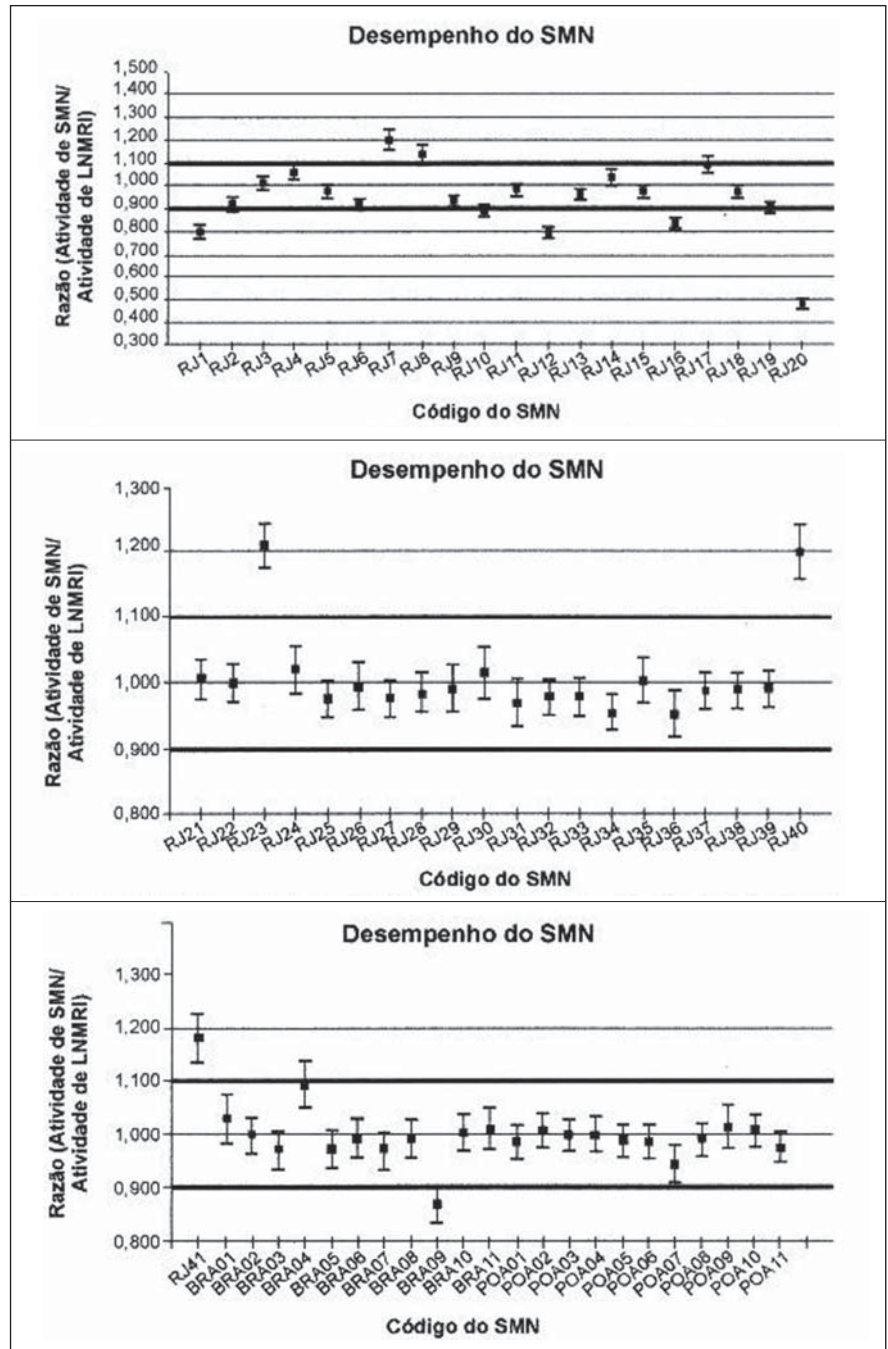 Desempenho do SMN
Razão (Atividade de SMN/
Atividade de LNMRI)
1,500
1,400
1,300
1,200
1,100
1,000
0,900
0,800
0,700
0,600
0,500
0,400
0,300
RJ1 RJ2 RJ3 RJ4 RJ5 RJ6 RJ7 RJ8 RJ9 RJ10 RJ11 RJ12 RJ13 RJ14 RJ15 RJ16 RJ17 RJ18 RJ19 RJ20
Código do SMN
Desempenho do SMN
Razão (Atividade de SMN/
Atividade de LNMRI)
1,300
1,200
1,100
1,000
0,900
0,800
RJ21 RJ22 RJ23 RJ24 RJ25 RJ26 RJ27 RJ28 RJ29 RJ30 RJ31 RJ32 RJ33 RJ34 RJ35 RJ36 RJ37 RJ38 RJ39 RJ40
Código do SMN
Desempenho do SMN
Razão (Atividade de SMN/
Atividade de LNMRI)
1,300
1,200
1,100
1,000
0,900
0,800
RJ41 BRA01 BRA02 BRA03 BRA04 BRA05 BRA06 BRA07 BRA08 BRA09 BRA10 BRA11 POA01 POA02 POA03 POA04 POA05 POA06 POA07 POA08 POA09 POA10 POA11
Código do SMN